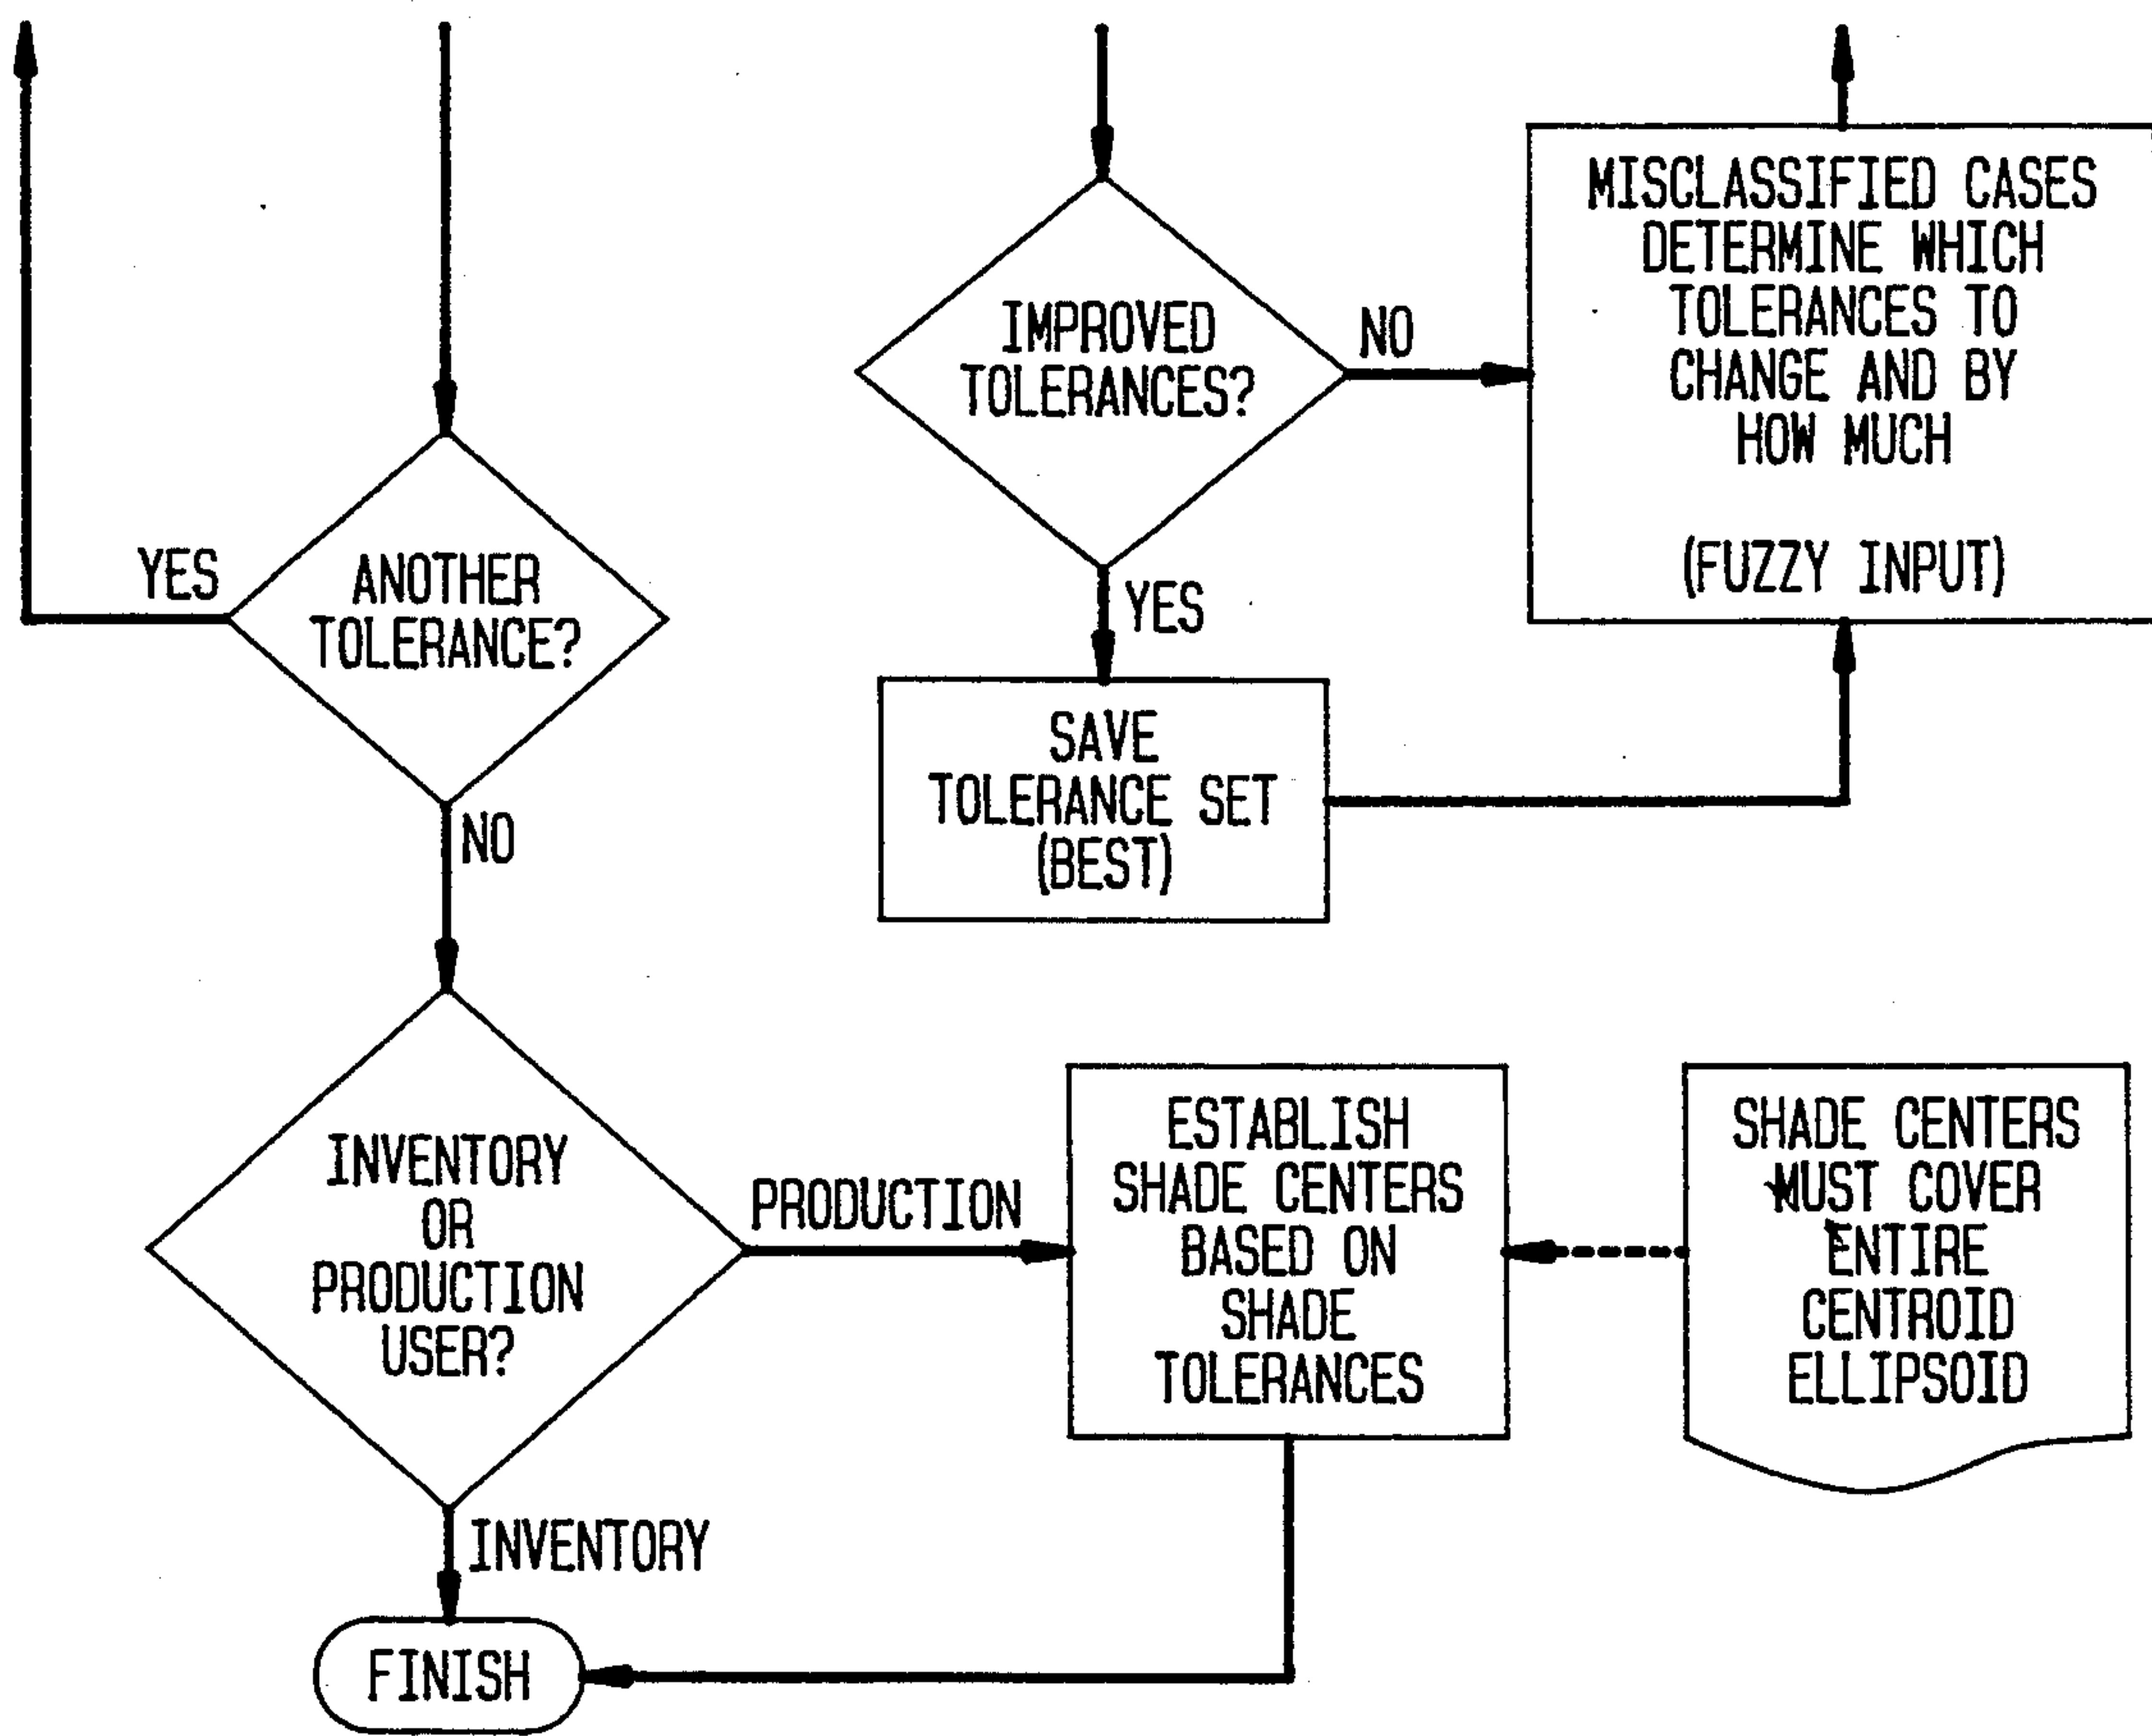 IMPROVED
TOLERANCES?
NO
YES
MISCLASSIFIED CASES
DETERMINE WHICH
TOLERANCES TO
CHANGE AND BY
HOW MUCH
(FUZZY INPUT)
YES
ANOTHER
TOLERANCE?
NO
SAVE
TOLERANCE SET
(BEST)
INVENTORY
OR
PRODUCTION
USER?
PRODUCTION
ESTABLISH
SHADE CENTERS
BASED ON
SHADE
TOLERANCES
SHADE CENTERS
MUST COVER
ENTIRE
CENTROID
ELLIPSOID
INVENTORY
FINISH